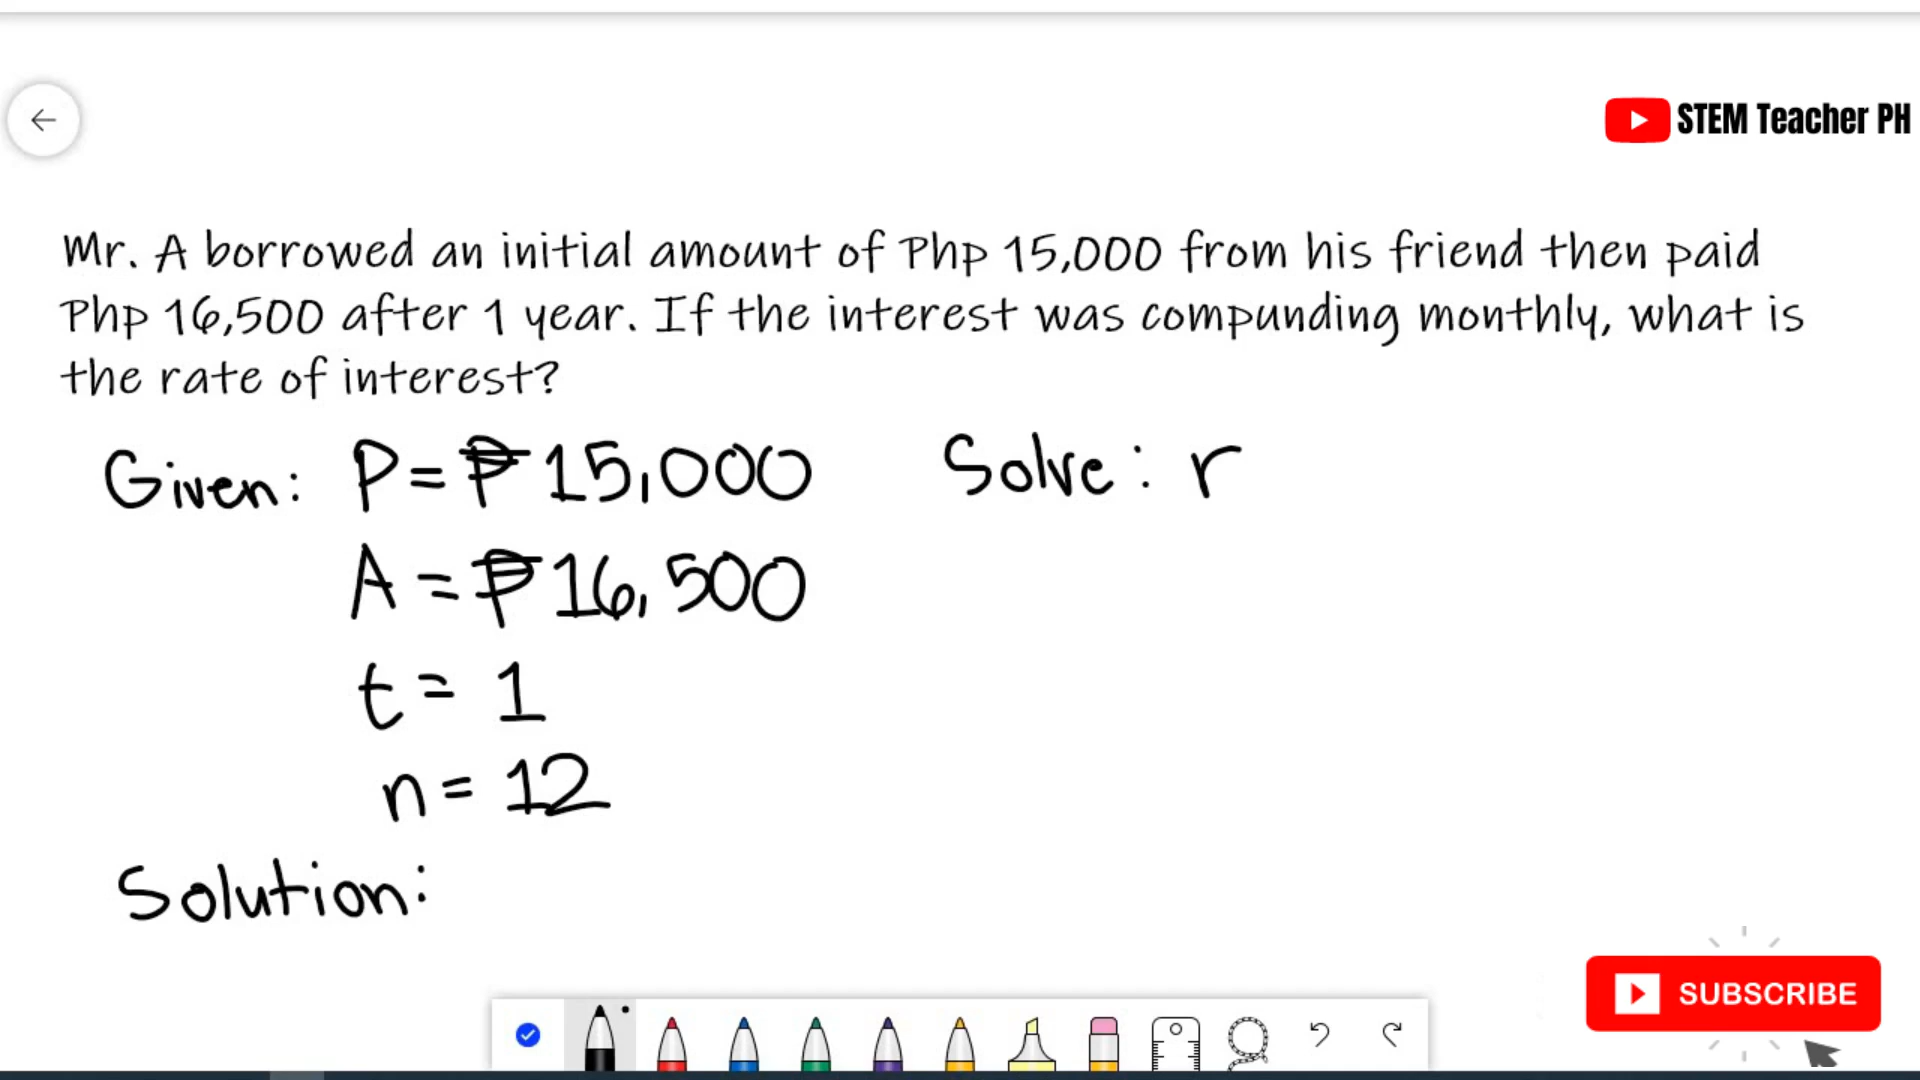 STEM Teacher PH
Mr. A borrowed an initial amount of Php 15,000 from his friend then paid
Php 16,500 after 1 year. If the interest was compunding monthly, what is
the rate of interest?
Given: P = ₱ 15,000 Solve: r
A = ₱ 16,500
t = 1
n = 12
Solution:
SUBSCRIBE